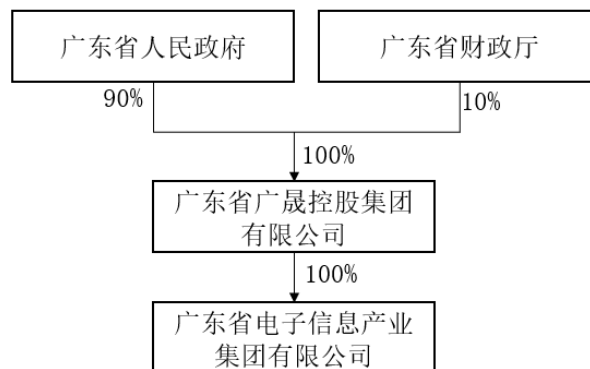 广东省人民政府
广东省财政厅
90%
10%
100%
广东省广晟控股集团
有限公司
100%
广东省电子信息产业
集团有限公司